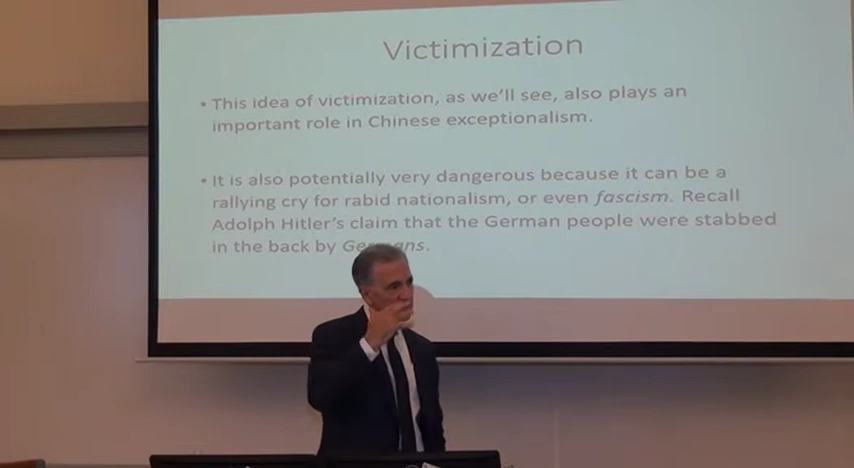 Victimization
• This idea of victimization, as we'll see, also plays an
important role in Chinese exceptionalism.
• It is also potentially very dangerous because it can be a
rallying cry for rabid nationalism, or even fascism. Recall
Adolph Hitler's claim that the German people were stabbed
in the back by